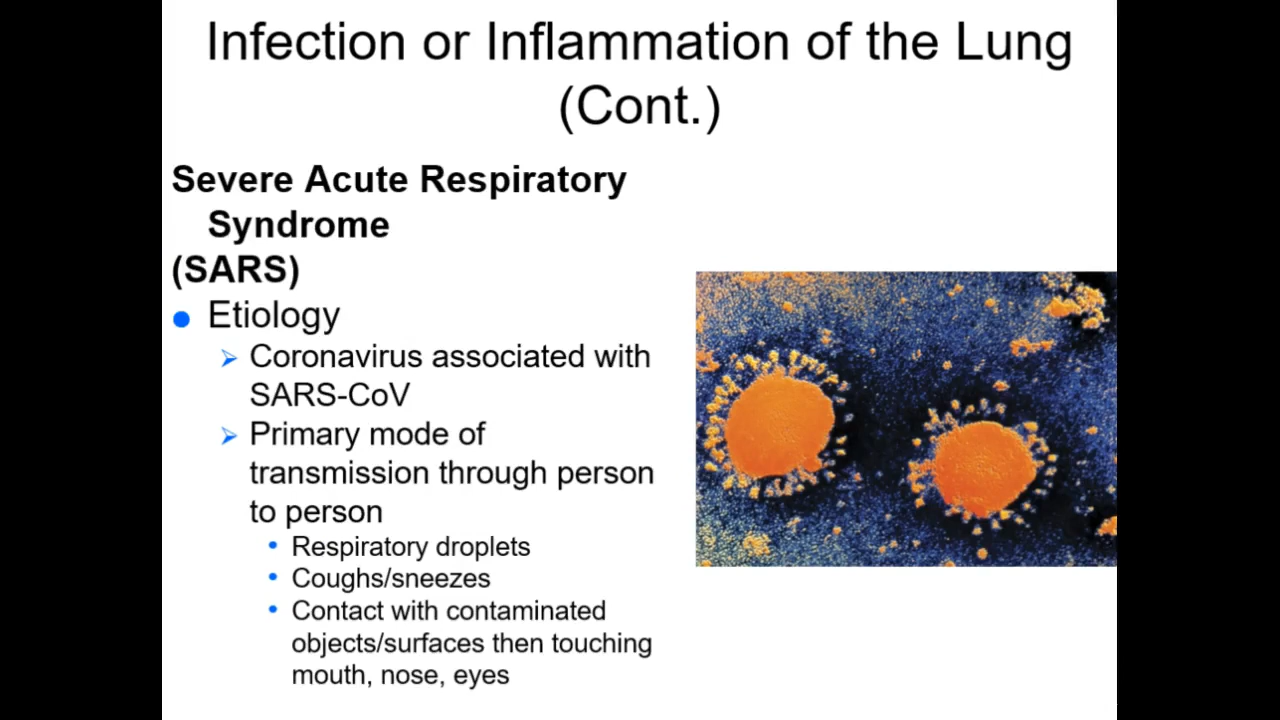 Infection or Inflammation of the Lung
(Cont.)
Severe Acute Respiratory
Syndrome
(SARS)
Etiology
Coronavirus associated with
SARS-CoV
Primary mode of
transmission through person
to person
Respiratory droplets
Coughs/sneezes
Contact with contaminated
objects/surfaces then touching
mouth, nose, eyes